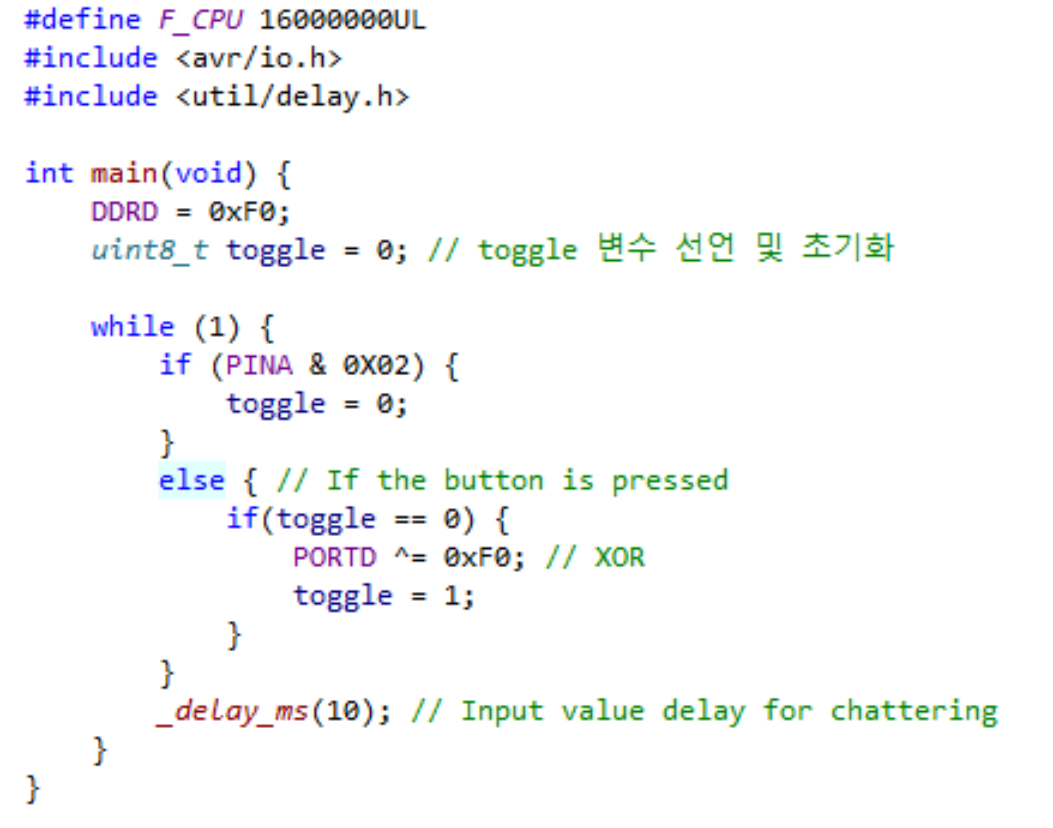 #define F_CPU 16000000UL
#include <avr/io.h>
#include <util/delay.h>

int main(void) {
    DDRD = 0xF0;
    uint8_t toggle = 0; // toggle 변수 선언 및 초기화

    while (1) {
        if (PINA & 0X02) {
            toggle = 0;
        }
        else { // If the button is pressed
            if(toggle == 0) {
                PORTD ^= 0xF0; // XOR
                toggle = 1;
            }
        }
        _delay_ms(10); // Input value delay for chattering
    }
}